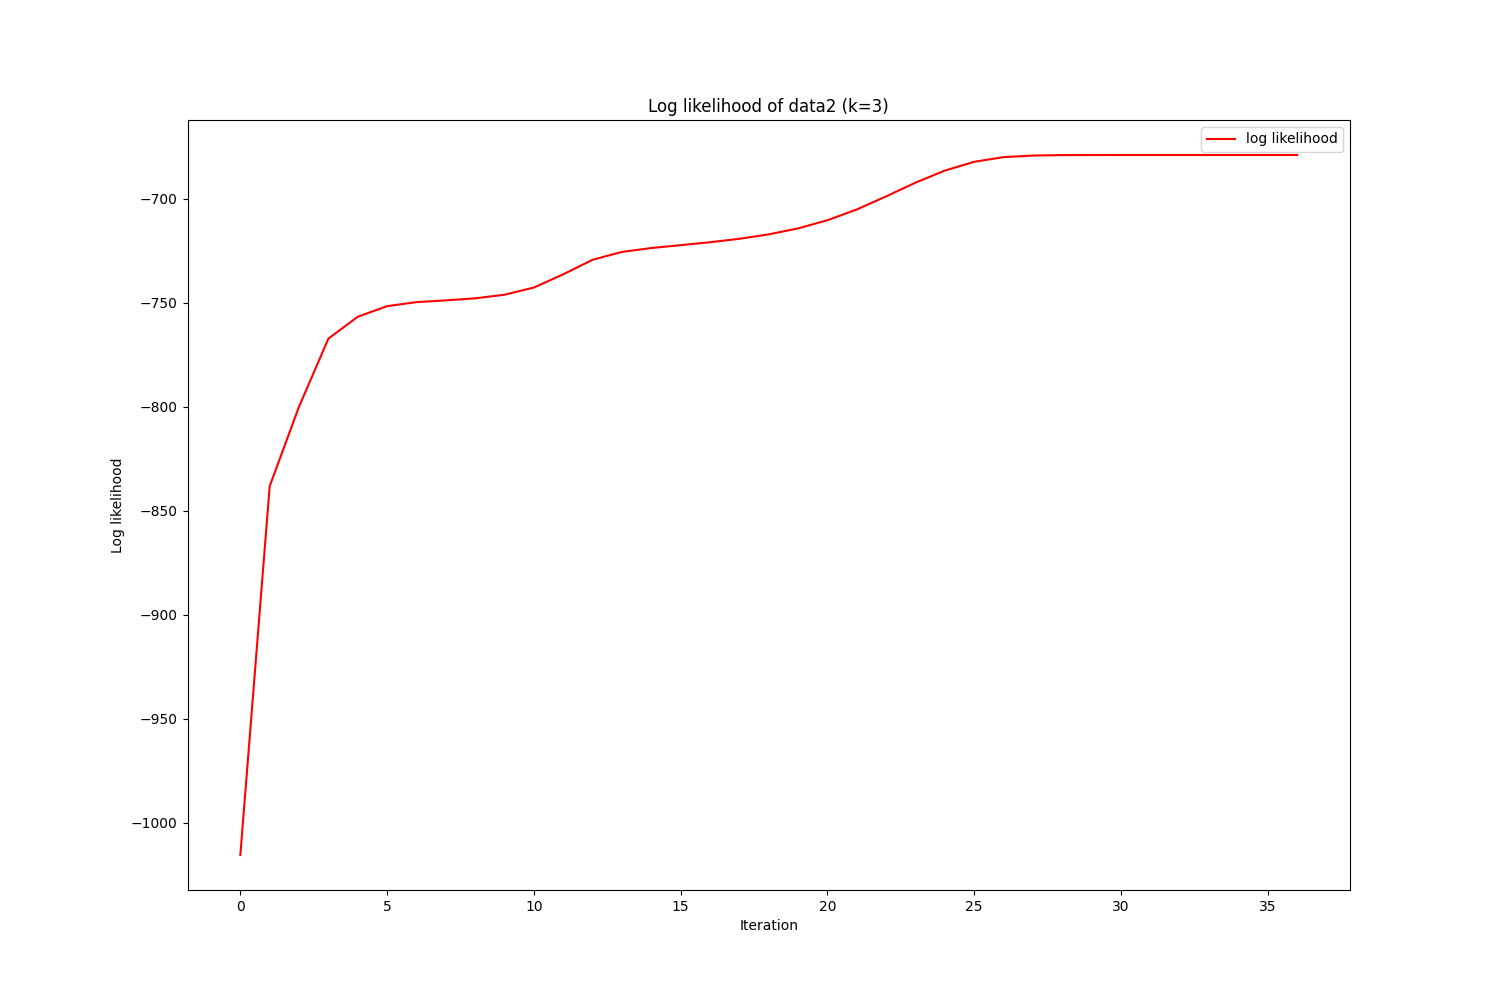 Log likelihood of data2 (k=3)
log likelihood
−700
−750
−800
−850
−900
−950
−1000
Log likelihood
0 5 10 15 20 25 30 35
Iteration